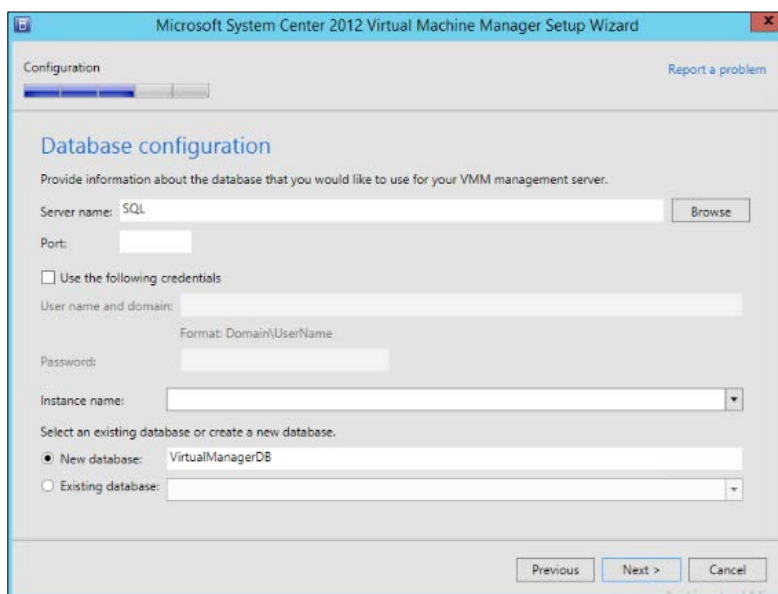 Microsoft System Center 2012 Virtual Machine Manager Setup Wizard
Configuration
Report a problem
Database configuration
Provide information about the database that you would like to use for your VMM management server.
Server name: SQL Browse
Port:
Use the following credentials
User name and domain:
Format: Domain\UserName
Password:
Instance name:
Select an existing database or create a new database.
New database: VirtualManagerDB
Existing database:
Previous Next > Cancel